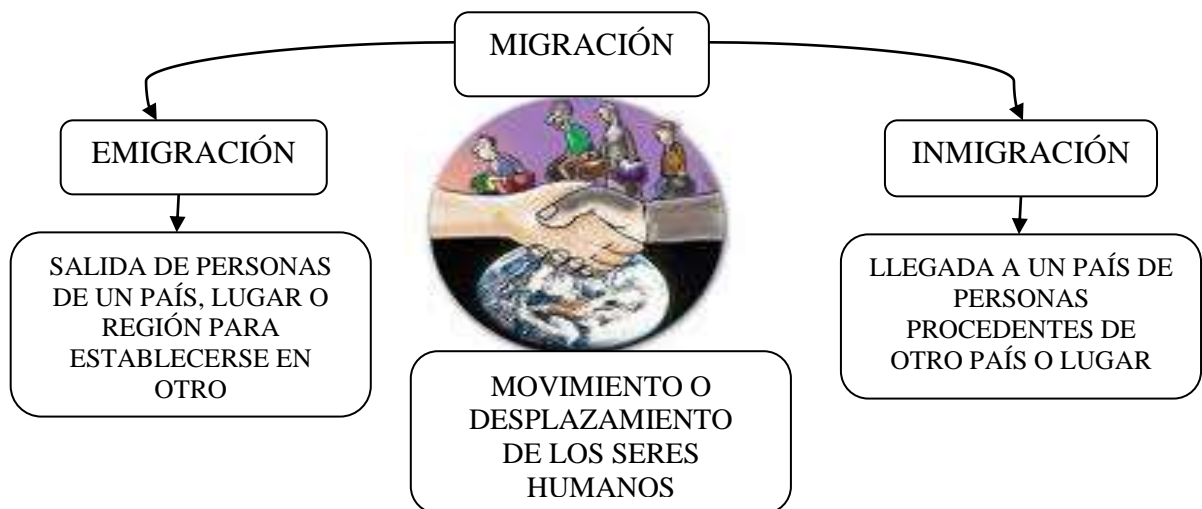 MIGRACIÓN
EMIGRACIÓN
INMIGRACIÓN
SALIDA DE PERSONAS
DE UN PAÍS, LUGAR O
REGIÓN PARA
ESTABLECERSE EN
OTRO
LLEGADA A UN PAÍS DE
PERSONAS
PROCEDENTES DE
OTRO PAÍS O LUGAR
MOVIMIENTO O
DESPLAZAMIENTO
DE LOS SERES
HUMANOS